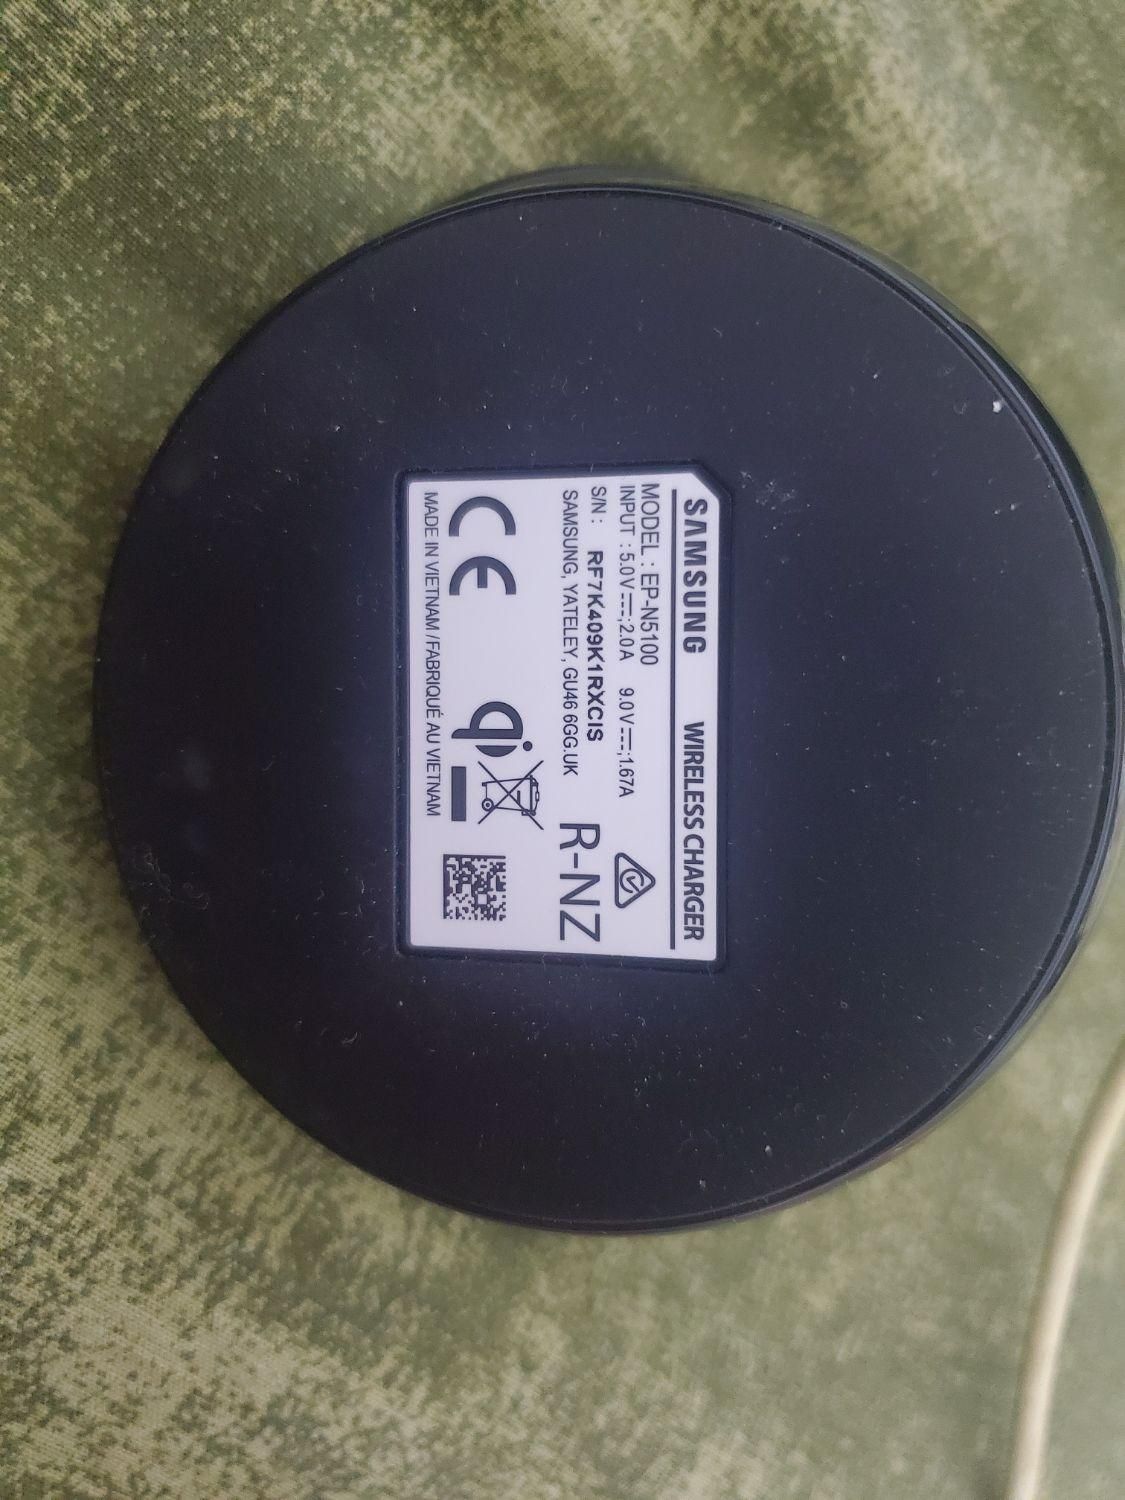 SAMSUNG WIRELESS CHARGER
MODEL : EP-N5100
INPUT : 5.0V⎓;2.0A 9.0V⎓;1.67A
S/N : RF7K409K1RXCIS
SAMSUNG, YATELEY, GU46 6GG.UK
R-NZ
CE
qi
MADE IN VIETNAM / FABRIQUÉ AU VIETNAM